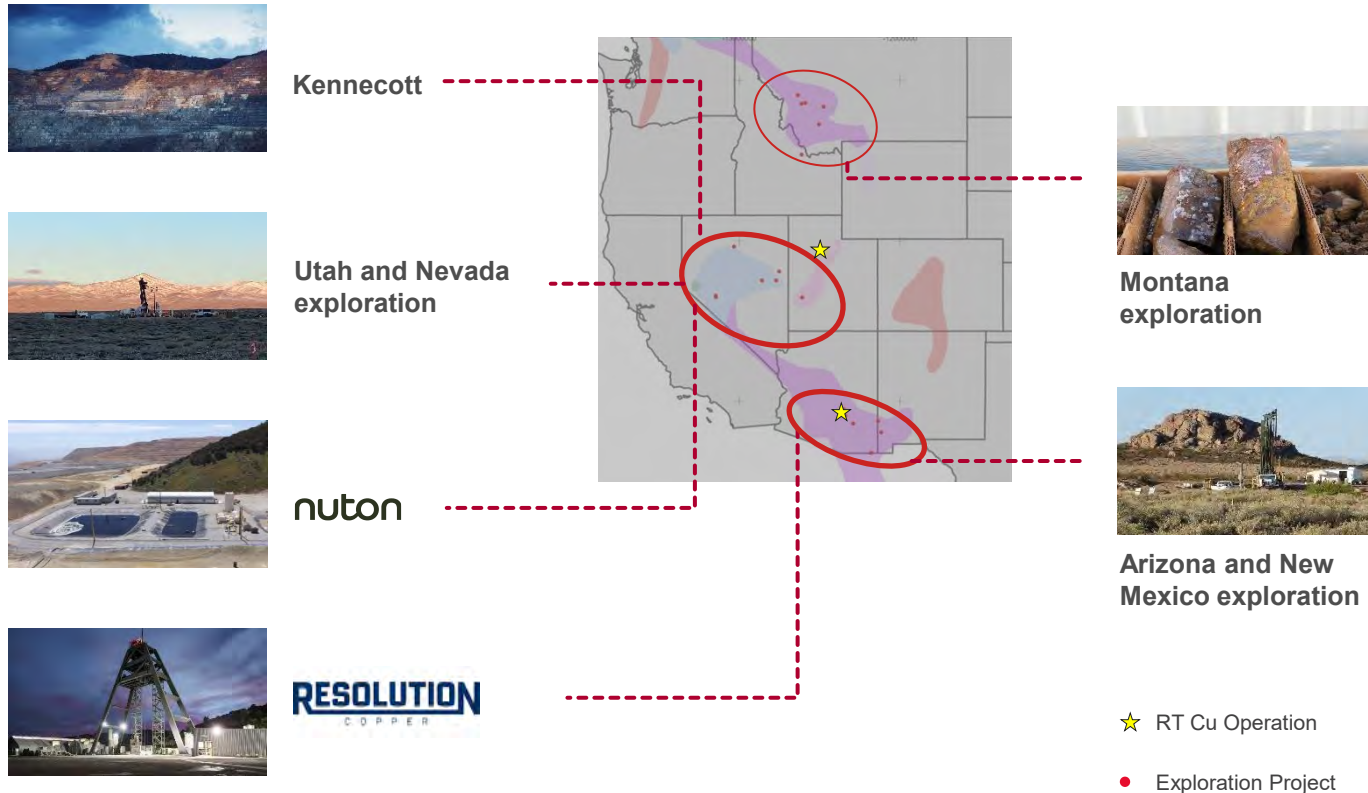 Kennecott
Utah and Nevada
exploration
nuton
RESOLUTION
COPPER
Montana
exploration
Arizona and New
Mexico exploration
RT Cu Operation
Exploration Project